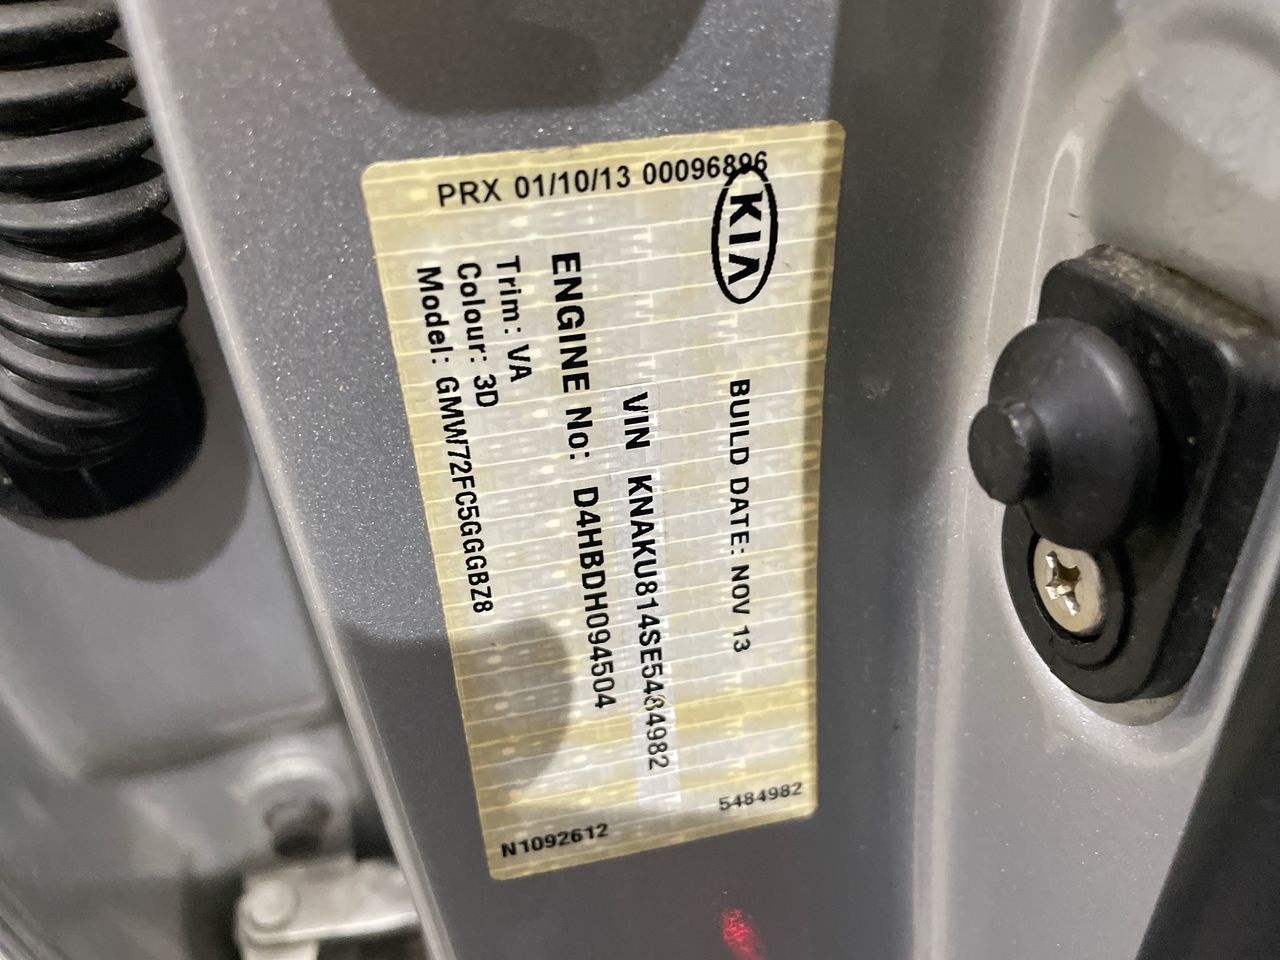 PRX 01/10/13 00096896
KIA
BUILD DATE: NOV 13
VIN KNAKU814SE5484982
ENGINE No: D4HBDH094504
Trim: VA
Colour: 3D
Model: GMW72FC5GGGBZ8
5484982
N1092612